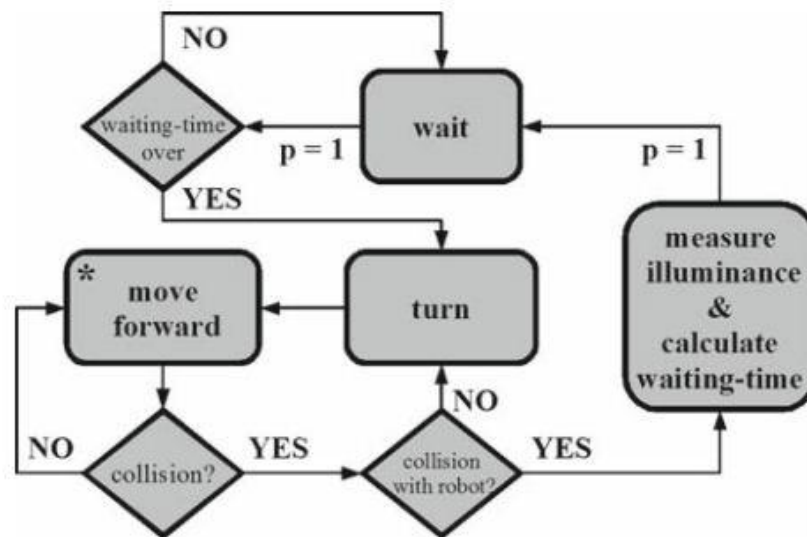 NO
waiting-time
over
wait
p = 1
p = 1
YES
*
move
forward
turn
measure
illuminance
&
calculate
waiting-time
NO
NO
collision?
YES
collision
with robot?
YES